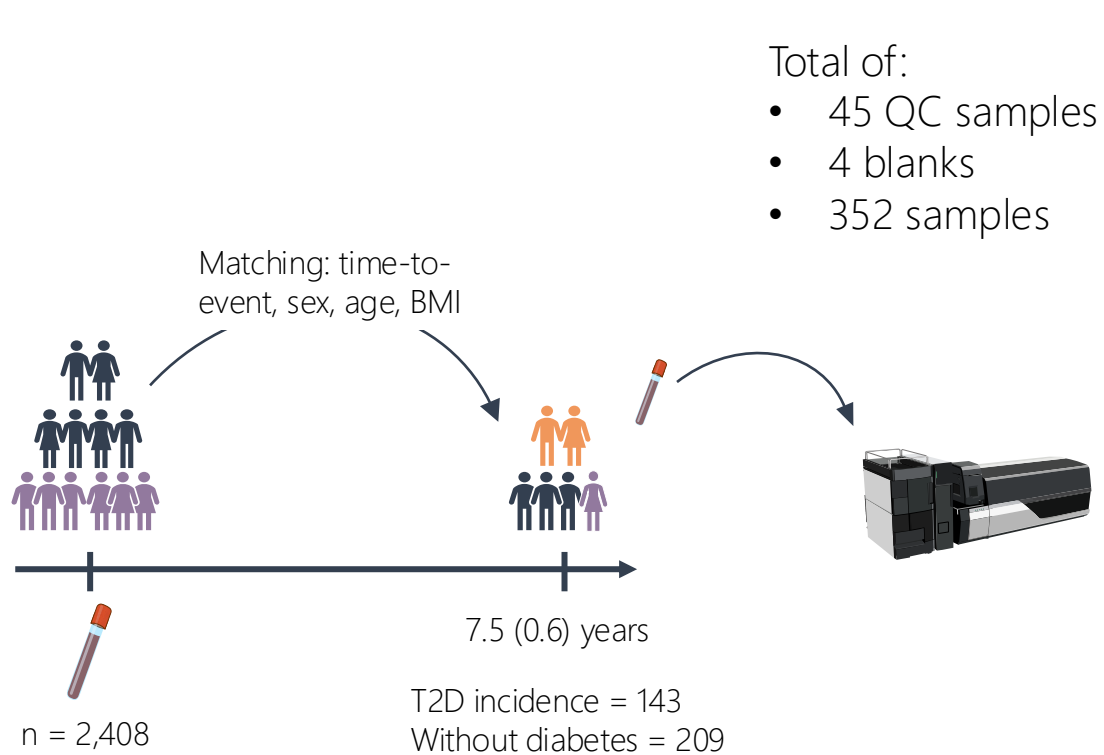 Total of:
• 45 QC samples
• 4 blanks
• 352 samples
Matching: time-to-
event, sex, age, BMI
7.5 (0.6) years
T2D incidence = 143
Without diabetes = 209
n = 2,408